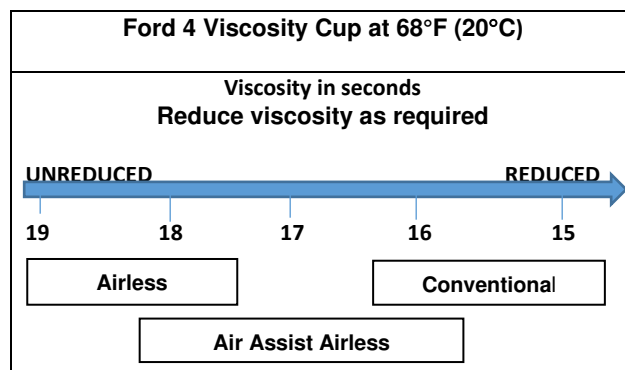 Ford 4 Viscosity Cup at 68°F (20°C)
Viscosity in seconds
Reduce viscosity as required
UNREDUCED REDUCED
19 18 17 16 15
Airless Conventional
Air Assist Airless